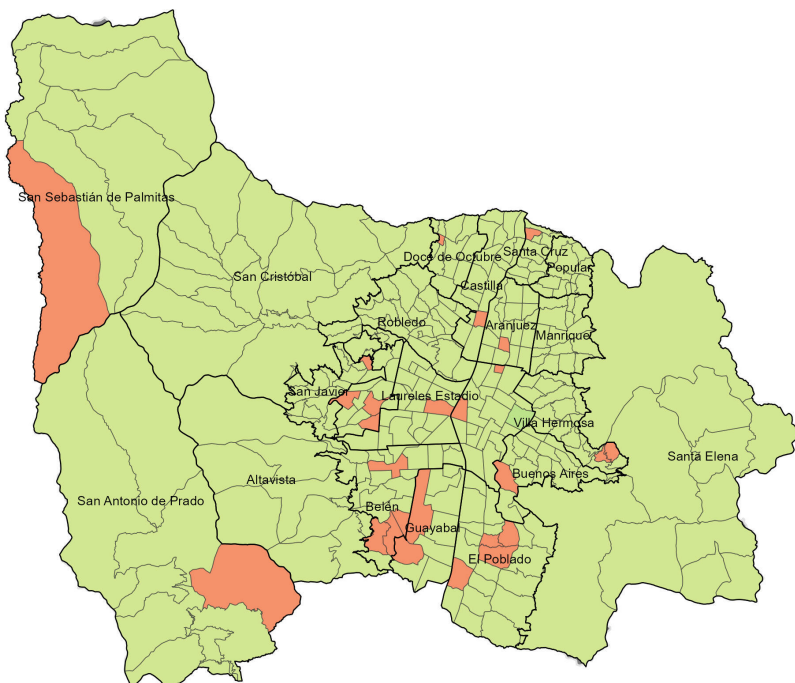 San Sebastián de Palmitas
San Cristóbal
Doce de Octubre
Santa Cruz
Popular
Castilla
Robledo
Aranjuez
Manrique
San Javier
Laureles Estadio
Villa Hermosa
Santa Elena
Altavista
San Antonio de Prado
Buenos Aires
Belén
Guayabal
El Poblado